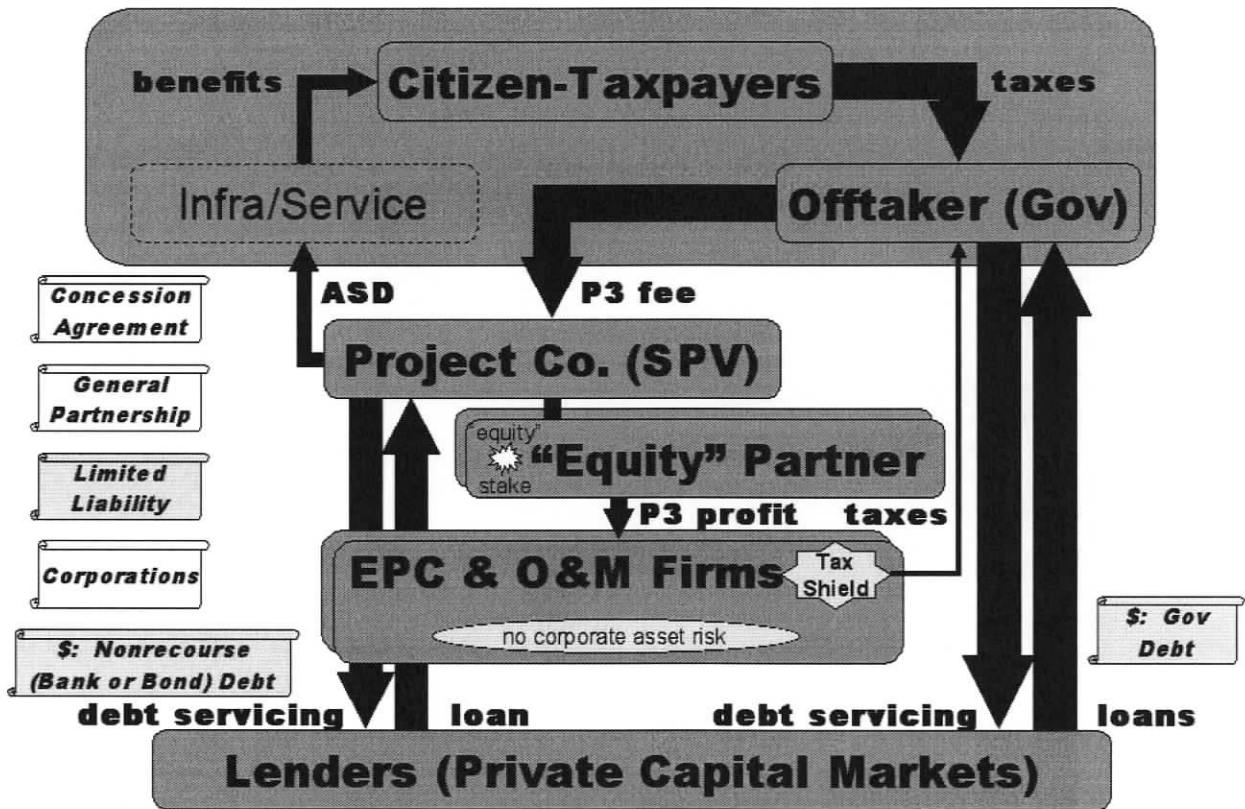 benefits
Citizen-Taxpayers
taxes
Infra/Service
Offtaker (Gov)
Concession
Agreement
ASD
P3 fee
Project Co. (SPV)
General
Partnership
"equity"
stake
“Equity” Partner
Limited
Liability
P3 profit
taxes
EPC & O&M Firms
Tax
Shield
Corporations
no corporate asset risk
$: Nonrecourse
(Bank or Bond) Debt
$: Gov
Debt
debt servicing
loan
debt servicing
loans
Lenders (Private Capital Markets)